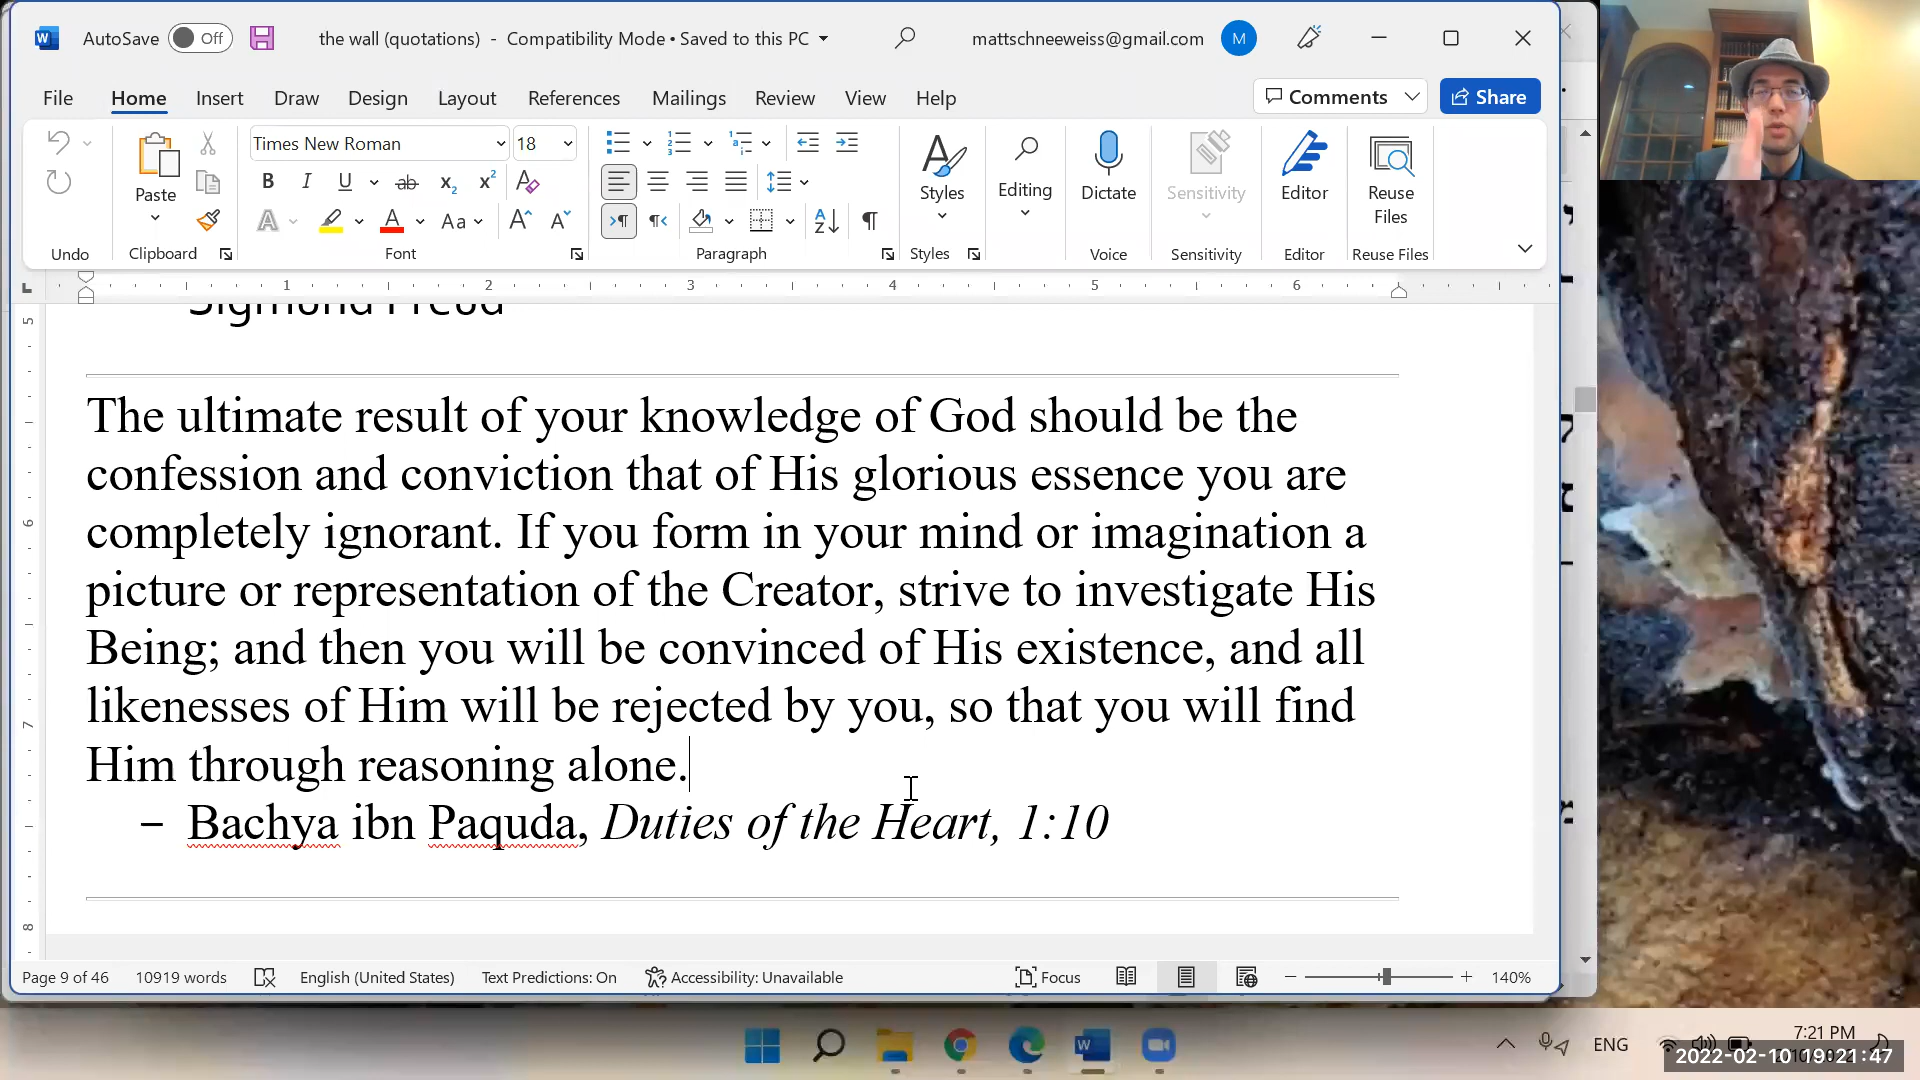 AutoSave Off the wall (quotations) - Compatibility Mode • Saved to this PC mattschneeweiss@gmail.com M
File Home Insert Draw Design Layout References Mailings Review View Help Comments Share
Times New Roman 18
Paste Styles Editing Dictate Sensitivity Editor Reuse Files
Undo Clipboard Font Paragraph Styles Voice Sensitivity Editor Reuse Files
1 2 3 4 5 6
Sigmund Freud
The ultimate result of your knowledge of God should be the
confession and conviction that of His glorious essence you are
completely ignorant. If you form in your mind or imagination a
picture or representation of the Creator, strive to investigate His
Being; and then you will be convinced of His existence, and all
likenesses of Him will be rejected by you, so that you will find
Him through reasoning alone.
– Bachya ibn Paquda, Duties of the Heart, 1:10
Page 9 of 46 10919 words English (United States) Text Predictions: On Accessibility: Unavailable Focus 140%
ENG 7:21 PM
2022-02-10 19:21:47